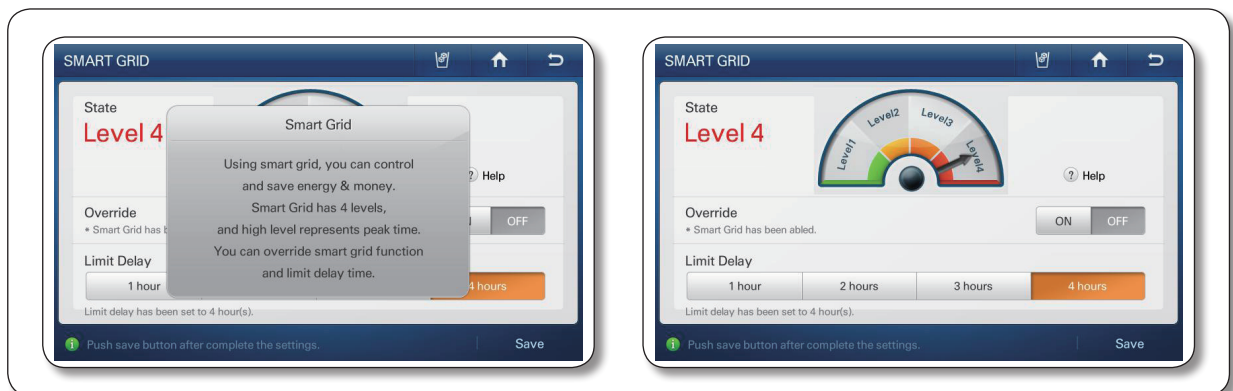 SMART GRID
State
Level 4
Smart Grid
Using smart grid, you can control
and save energy & money.
Smart Grid has 4 levels,
and high level represents peak time.
You can override smart grid function
and limit delay time.
? Help
Override
• Smart Grid has
OFF
Limit Delay
1 hour
4 hours
Limit delay has been set to 4 hour(s).
i Push save button after complete the settings.
Save
SMART GRID
State
Level 4
Level1
Level2
Level3
Level4
? Help
Override
• Smart Grid has been abled.
ON OFF
Limit Delay
1 hour 2 hours 3 hours 4 hours
Limit delay has been set to 4 hour(s).
i Push save button after complete the settings.
Save